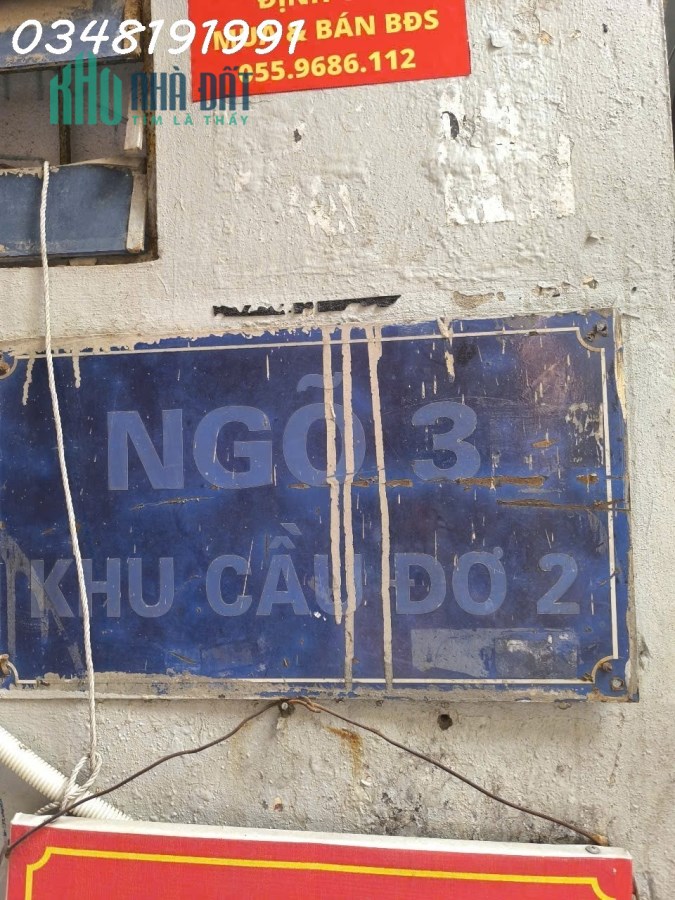 0348191991
MUA & BÁN BĐS
055.9686.112
KHO NHÀ ĐẤT
TÌM LÀ THẤY
NGÕ 3
KHU CẦU ĐƠ 2